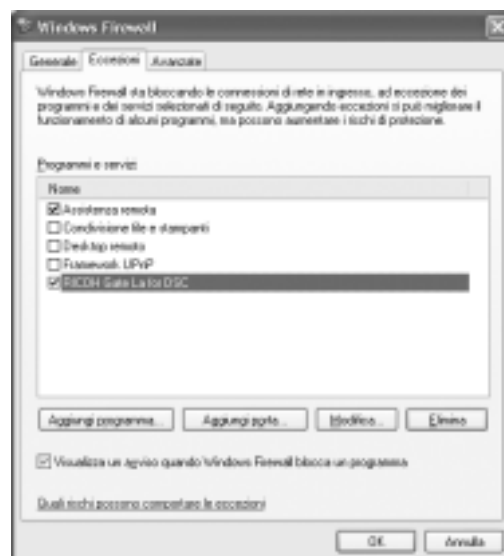 Windows Firewall
Generale Eccezioni Avanzate
Windows Firewall sta bloccando le connessioni di rete in ingresso, ad eccezione dei
programmi e dei servizi selezionati di seguito. Aggiungendo eccezioni si può migliorare il
funzionamento di alcuni programmi, ma possono aumentare i rischi di protezione.
Programmi e servizi
Nome
Assistenza remota
Condivisione file e stampanti
Desktop remoto
Framework UPnP
RICOH Gate La for DSC
Aggiungi programma... Aggiungi porta... Modifica... Elimina
Visualizza un avviso quando Windows Firewall blocca un programma
Quali rischi possono comportare le eccezioni
OK Annulla